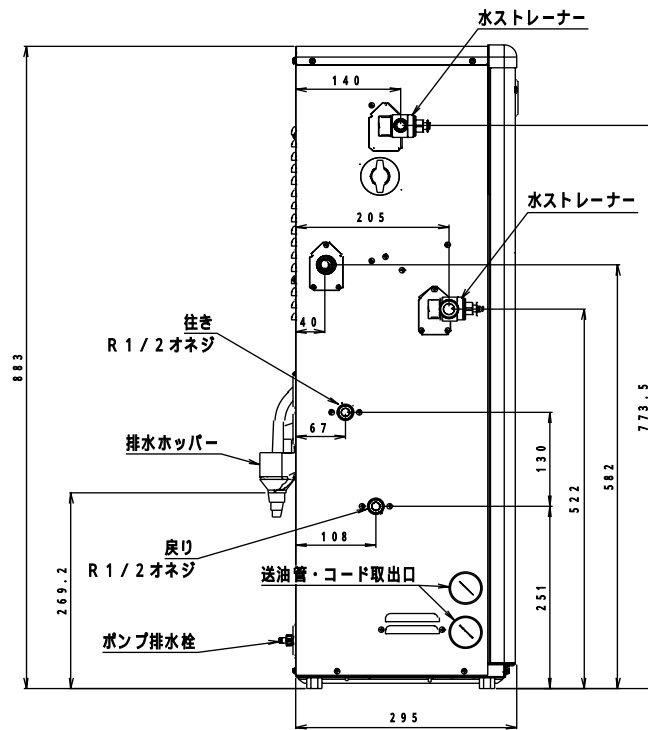 水ストレーナー
140
水ストレーナー
205
40
往き
R 1/2 オネジ
883
773.5
67
排水ホッパー
130
582
522
108
戻り
R 1/2 オネジ
送油管・コード取出口
251
269.2
ポンプ排水栓
295